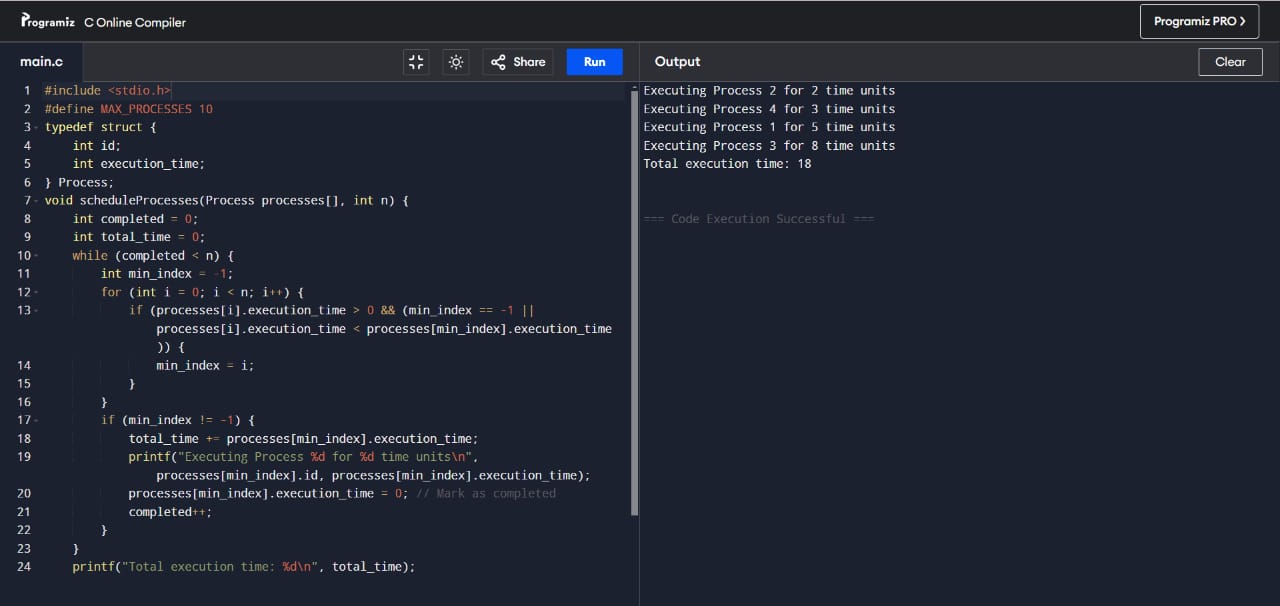 Programiz C Online Compiler
Programiz PRO >
main.c
Share
Run
Output
Clear
1 #include <stdio.h>
2 #define MAX_PROCESSES 10
3 typedef struct {
4 int id;
5 int execution_time;
6 } Process;
7 void scheduleProcesses(Process processes[], int n) {
8 int completed = 0;
9 int total_time = 0;
10 while (completed < n) {
11 int min_index = -1;
12 for (int i = 0; i < n; i++) {
13 if (processes[i].execution_time > 0 && (min_index == -1 ||
processes[i].execution_time < processes[min_index].execution_time
)) {
14 min_index = i;
15 }
16 }
17 if (min_index != -1) {
18 total_time += processes[min_index].execution_time;
19 printf("Executing Process %d for %d time units\n",
processes[min_index].id, processes[min_index].execution_time);
20 processes[min_index].execution_time = 0; // Mark as completed
21 completed++;
22 }
23 }
24 printf("Total execution time: %d\n", total_time);
Executing Process 2 for 2 time units
Executing Process 4 for 3 time units
Executing Process 1 for 5 time units
Executing Process 3 for 8 time units
Total execution time: 18
=== Code Execution Successful ===